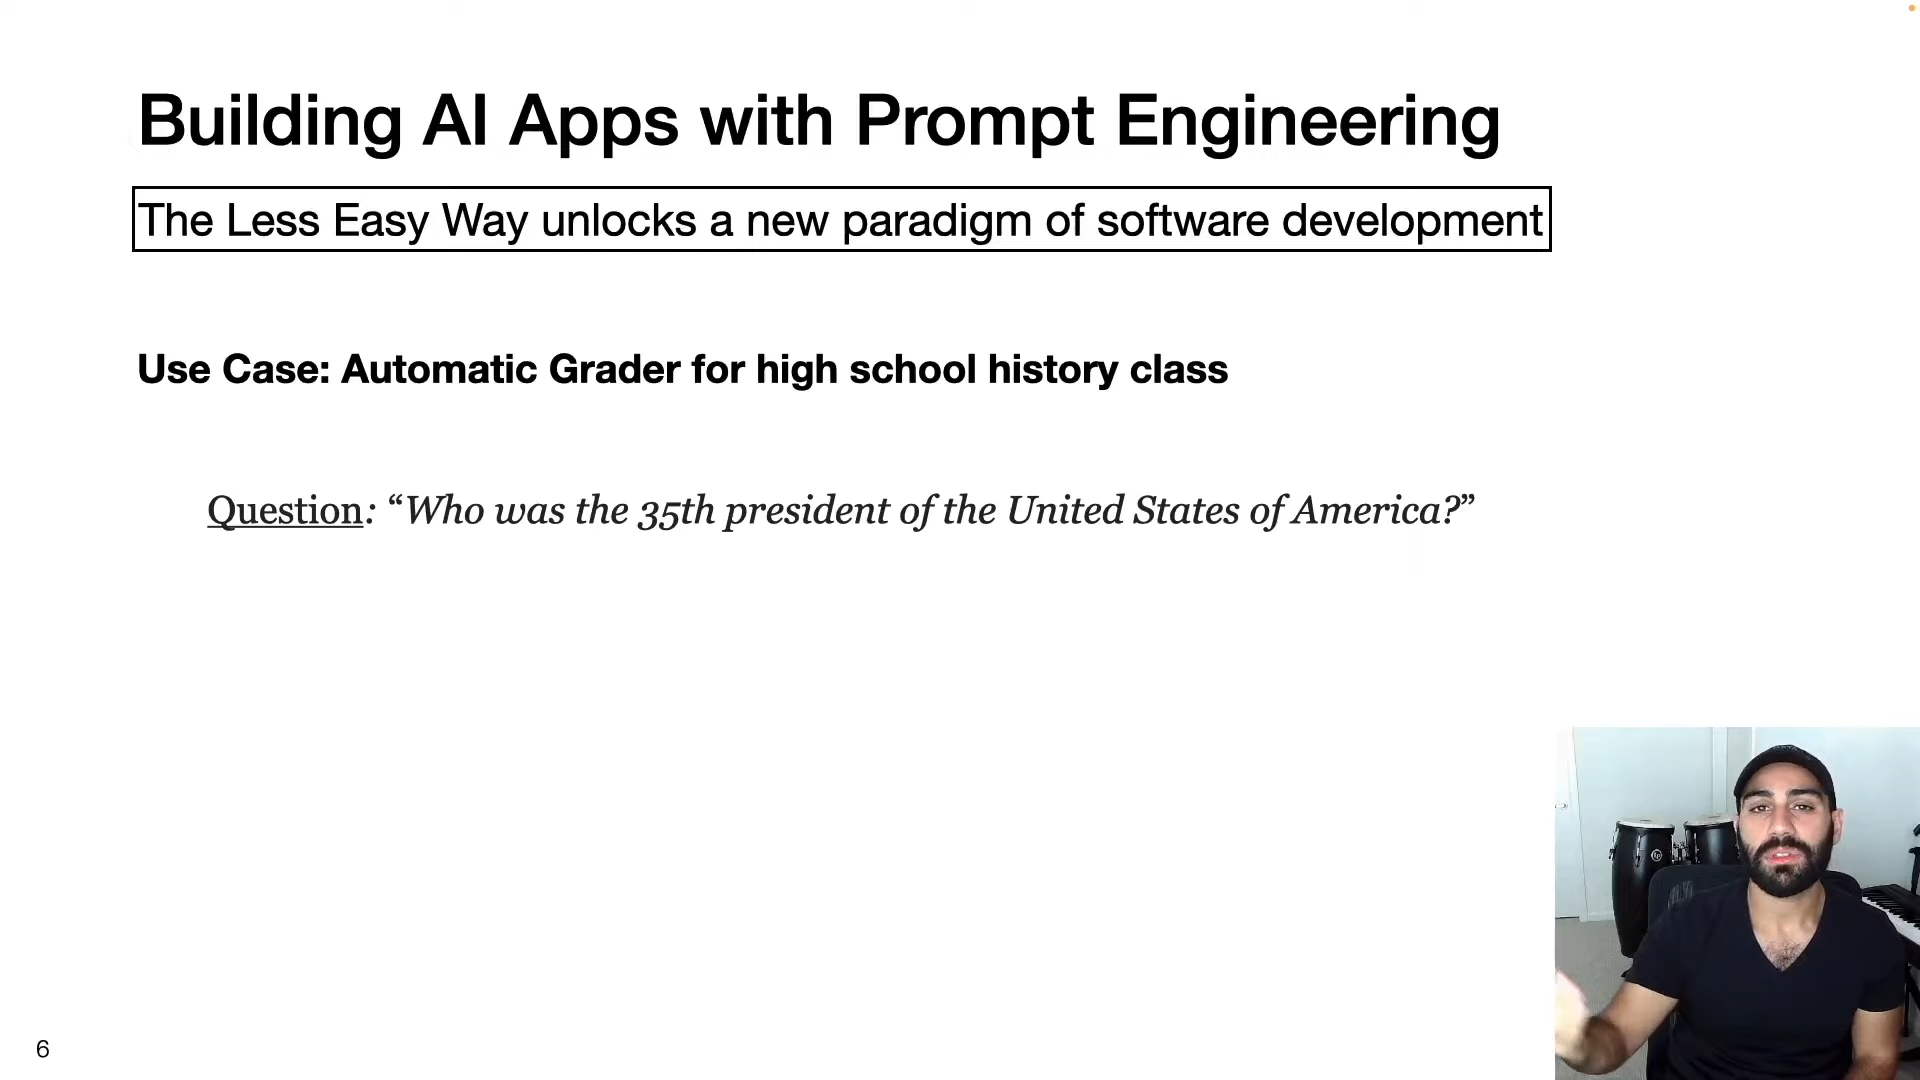 Building AI Apps with Prompt Engineering
The Less Easy Way unlocks a new paradigm of software development
Use Case: Automatic Grader for high school history class
Question: “Who was the 35th president of the United States of America?”
6